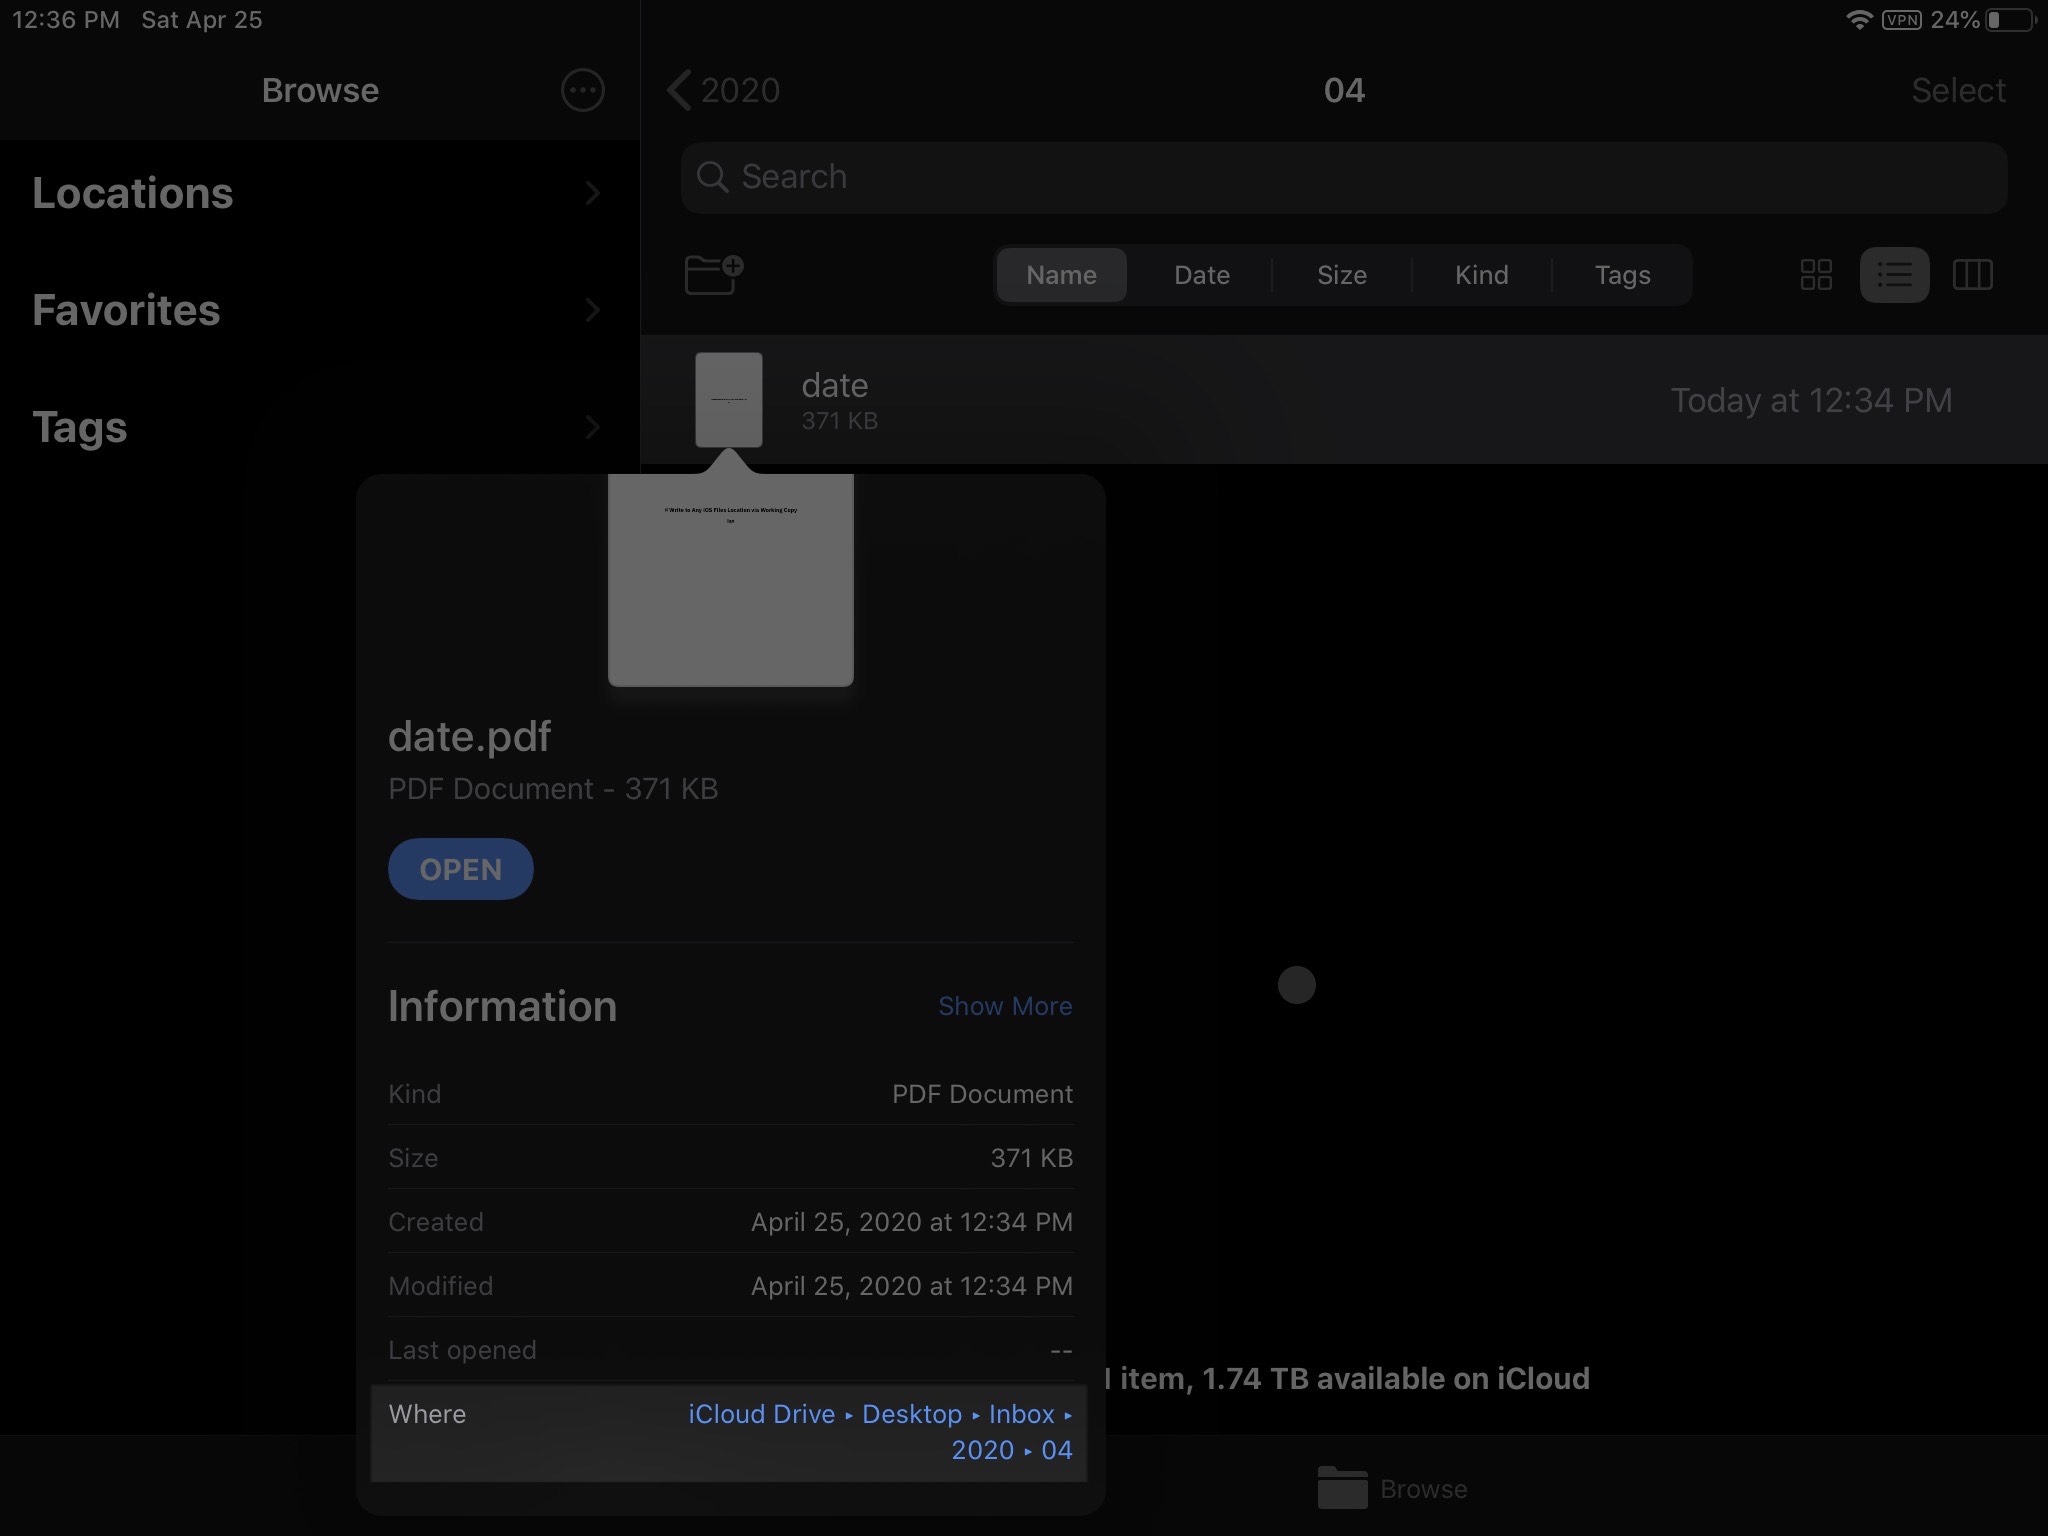 12:36 PM Sat Apr 25
VPN 24%
Browse
Locations
Favorites
Tags
2020
04
Select
Search
Name Date Size Kind Tags
date
371 KB
Today at 12:34 PM
# Write to Any iOS Files Location via Working Copy
date.pdf
PDF Document - 371 KB
OPEN
Information Show More
Kind PDF Document
Size 371 KB
Created April 25, 2020 at 12:34 PM
Modified April 25, 2020 at 12:34 PM
Last opened --
Where iCloud Drive ▸ Desktop ▸ Inbox ▸
2020 ▸ 04
item, 1.74 TB available on iCloud
Browse